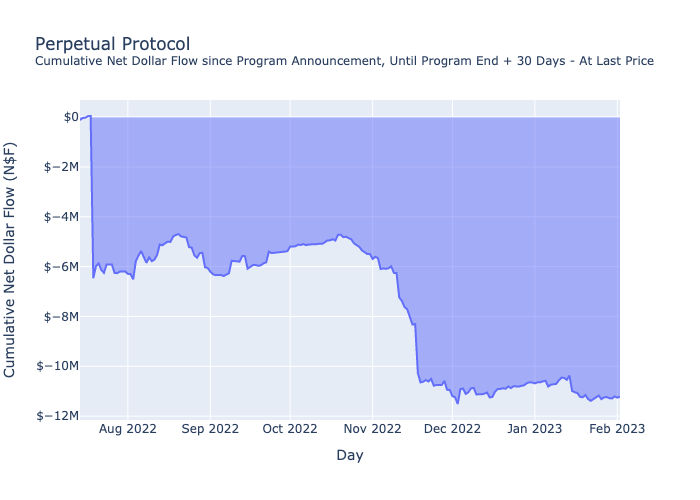 Perpetual Protocol
Cumulative Net Dollar Flow since Program Announcement, Until Program End + 30 Days - At Last Price
Cumulative Net Dollar Flow (N$F)
$0
$−2M
$−4M
$−6M
$−8M
$−10M
$−12M
Aug 2022 Sep 2022 Oct 2022 Nov 2022 Dec 2022 Jan 2023 Feb 2023
Day